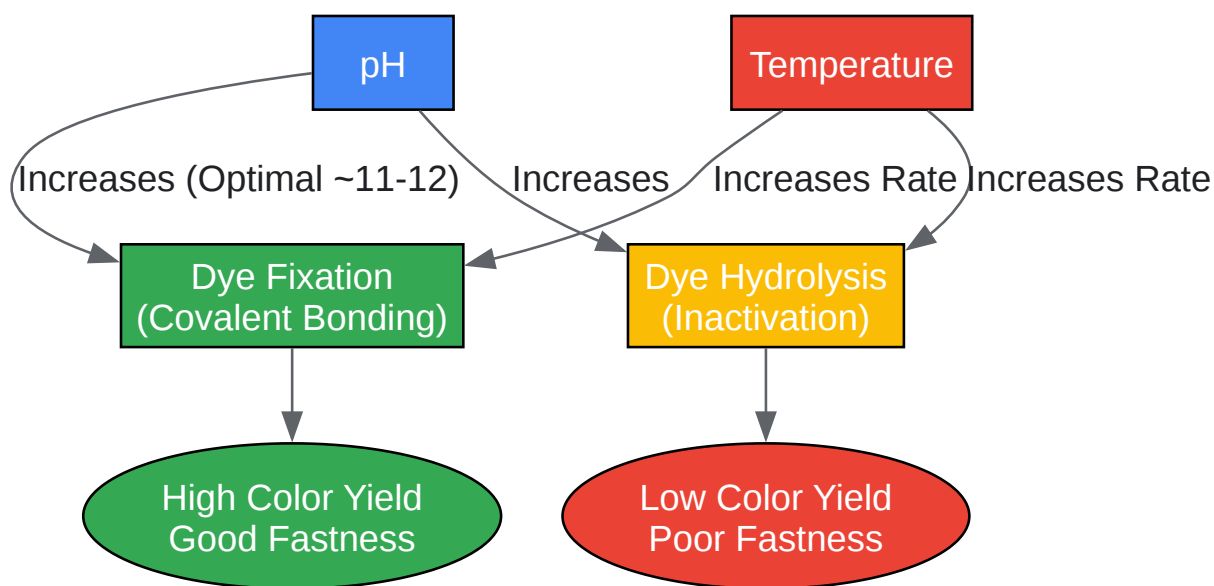 pH
Temperature
Increases (Optimal ~11-12)
Increases
Increases Rate
Increases Rate
Dye Fixation
(Covalent Bonding)
Dye Hydrolysis
(Inactivation)
High Color Yield
Good Fastness
Low Color Yield
Poor Fastness